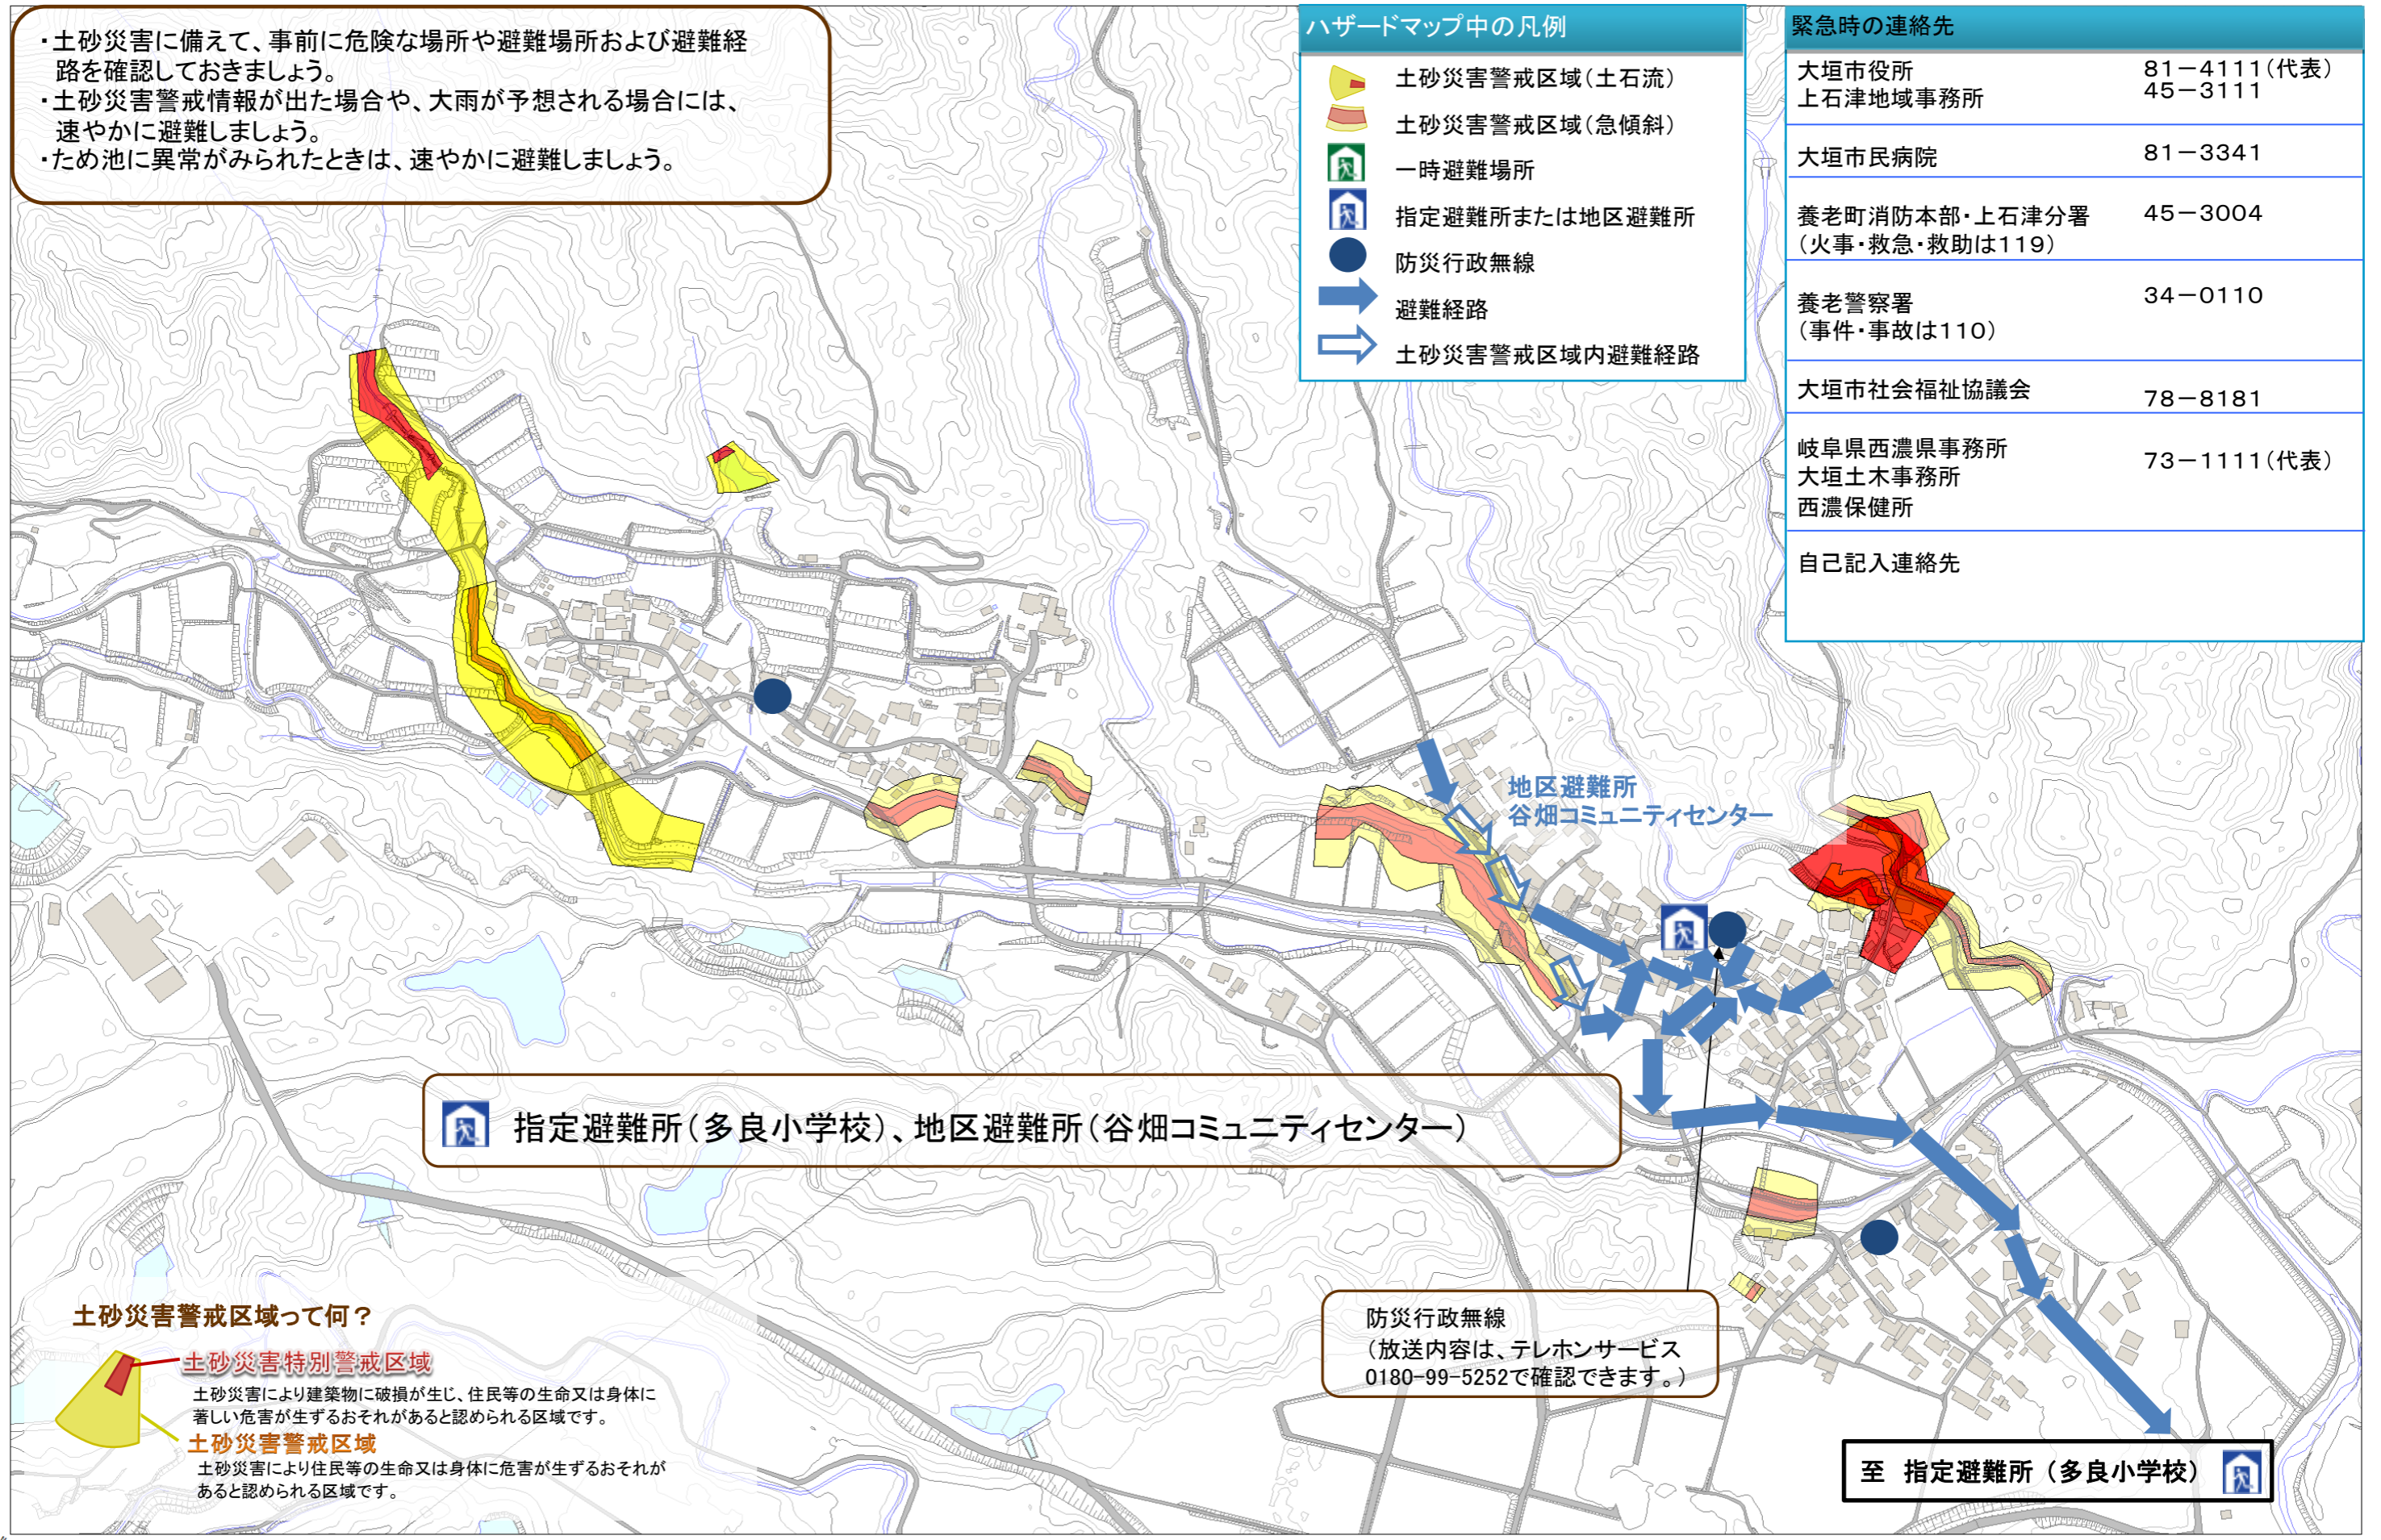 ・土砂災害に備えて、事前に危険な場所や避難場所および避難経
路を確認しておきましょう。
・土砂災害警戒情報が出た場合や、大雨が予想される場合には、
速やかに避難しましょう。
・ため池に異常がみられたときは、速やかに避難しましょう。
ハザードマップ中の凡例
土砂災害警戒区域(土石流)
土砂災害警戒区域(急傾斜)
一時避難場所
指定避難所または地区避難所
防災行政無線
避難経路
土砂災害警戒区域内避難経路
緊急時の連絡先
大垣市役所 81-4111(代表)
上石津地域事務所 45-3111
大垣市民病院 81-3341
養老町消防本部・上石津分署 45-3004
(火事・救急・救助は119)
養老警察署 34-0110
(事件・事故は110)
大垣市社会福祉協議会 78-8181
岐阜県西濃県事務所
大垣土木事務所 73-1111(代表)
西濃保健所
自己記入連絡先
地区避難所
谷畑コミュニティセンター
指定避難所(多良小学校)、地区避難所(谷畑コミュニティセンター)
防災行政無線
(放送内容は、テレホンサービス
0180-99-5252で確認できます。)
土砂災害警戒区域って何?
土砂災害特別警戒区域
土砂災害により建築物に破損が生じ、住民等の生命又は身体に
著しい危害が生ずるおそれがあると認められる区域です。
土砂災害警戒区域
土砂災害により住民等の生命又は身体に危害が生ずるおそれが
あると認められる区域です。
至 指定避難所(多良小学校)